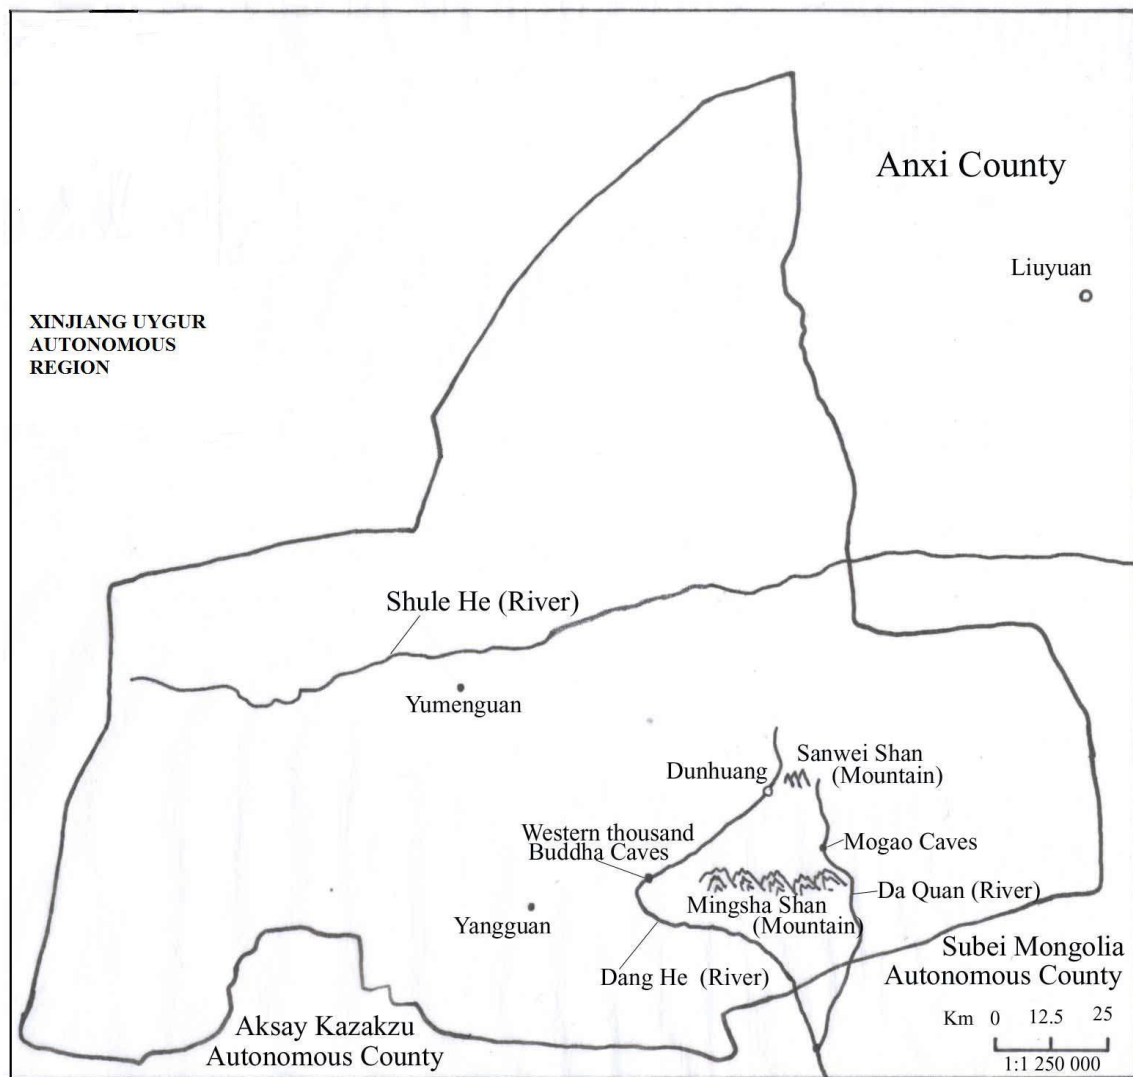 Anxi County
Liuyuan
XINJIANG UYGUR
AUTONOMOUS
REGION
Shule He (River)
Yumenguan
Sanwei Shan
(Mountain)
Dunhuang
Western thousand
Buddha Caves
Mogao Caves
Da Quan (River)
Mingsha Shan
(Mountain)
Yangguan
Dang He (River)
Subei Mongolia
Autonomous County
Aksay Kazakzu
Autonomous County
Km 0 12.5 25
1:1 250 000